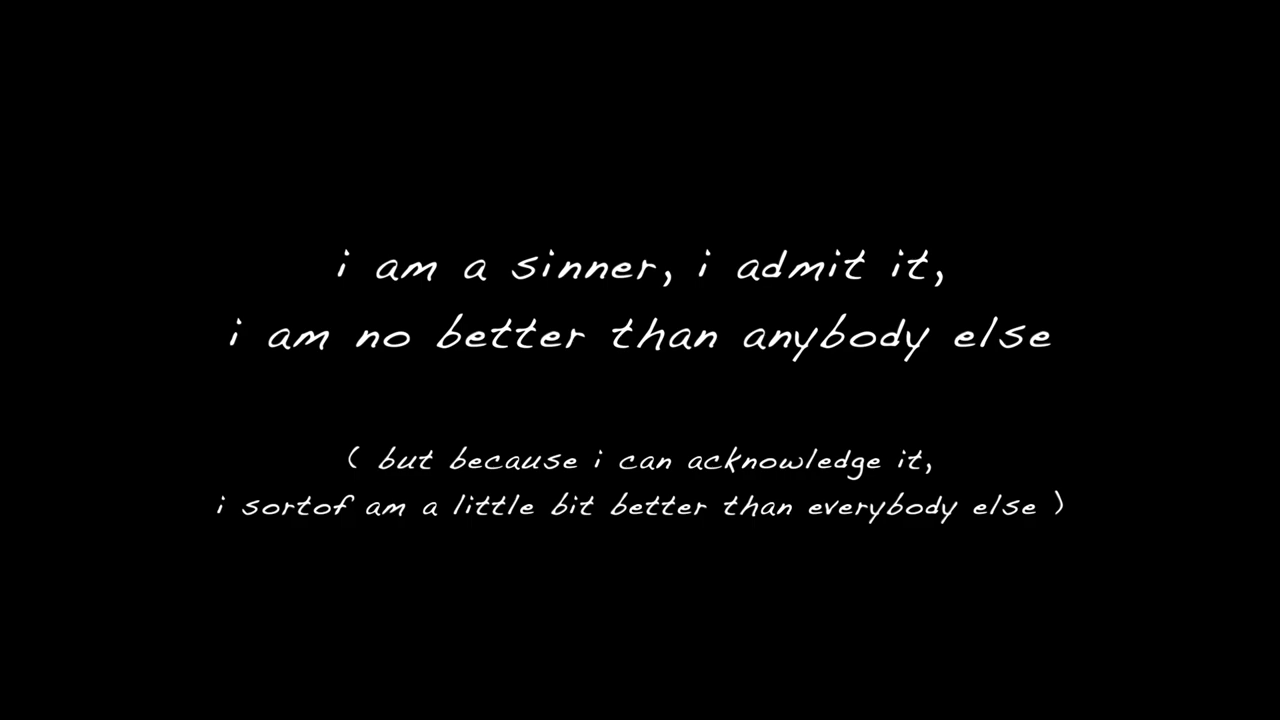 i am a sinner, i admit it,
i am no better than anybody else
( but because i can acknowledge it,
i sortof am a little bit better than everybody else )